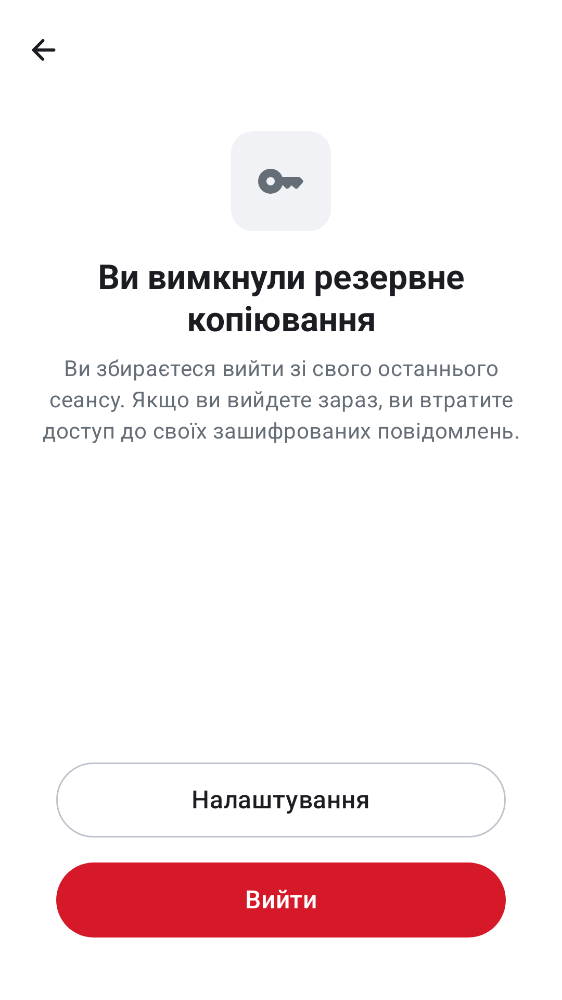 Ви вимкнули резервне
копіювання
Ви збираєтеся вийти зі свого останнього
сеансу. Якщо ви вийдете зараз, ви втратите
доступ до своїх зашифрованих повідомлень.
Налаштування
Вийти